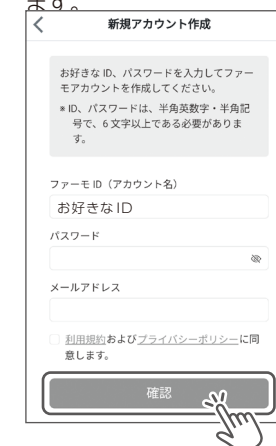 ます。
新規アカウント作成
お好きな ID、パスワードを入力してファー
モアカウントを作成してください。
* ID、パスワードは、半角英数字・半角記
号で、6 文字以上である必要がありま
す。
ファーモ ID（アカウント名）
お好きな ID
パスワード
メールアドレス
利用規約およびプライバシーポリシーに同
意します。
確認